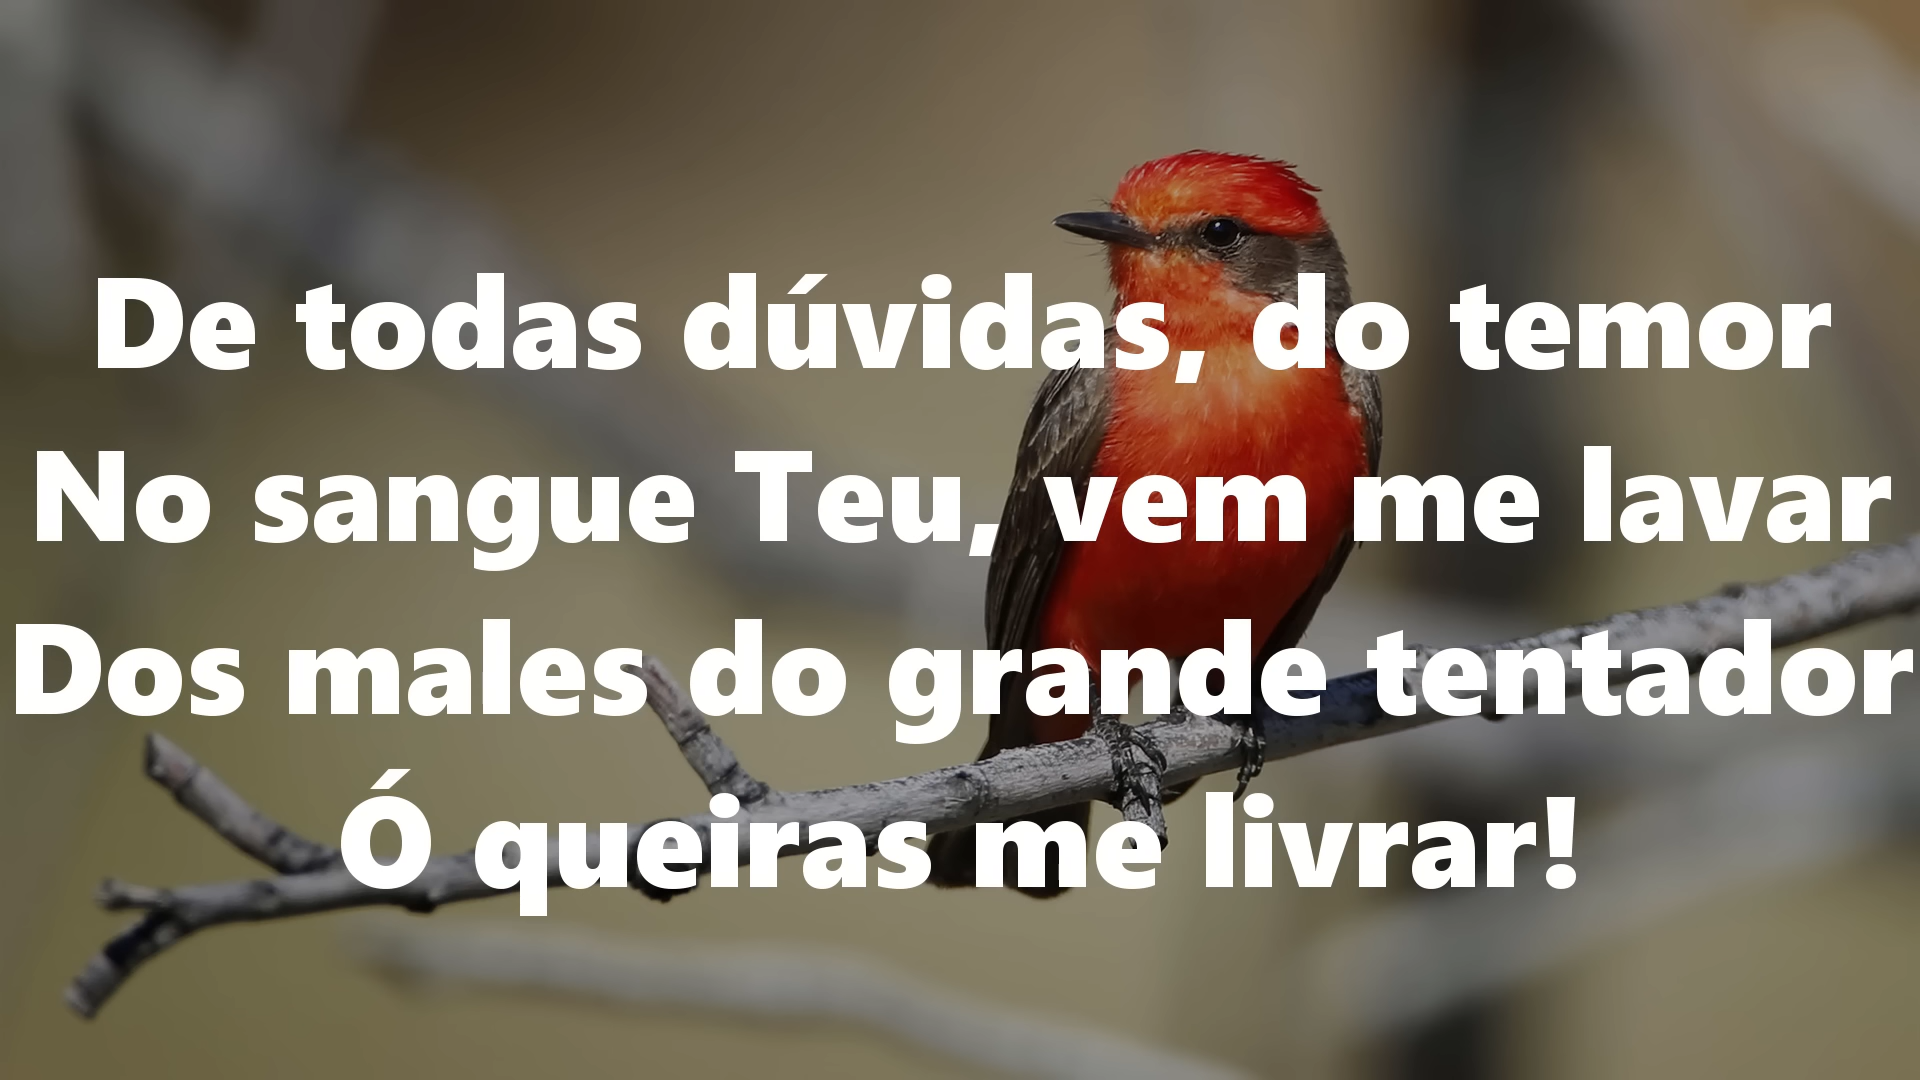 De todas dúvidas, do temor
No sangue Teu, vem me lavar
Dos males do grande tentador
Ó queiras me livrar!